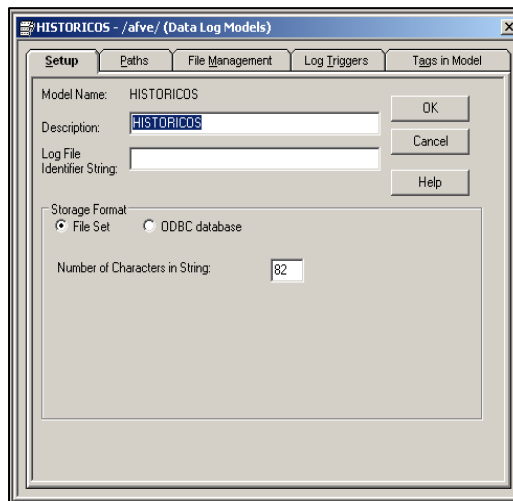 HISTORICOS - /afve/ (Data Log Models)
Setup Paths File Management Log Triggers Tags in Model
Model Name: HISTORICOS
OK
Description: HISTORICOS
Cancel
Log File
Identifier String:
Help
Storage Format
File Set ODBC database
Number of Characters in String: 82